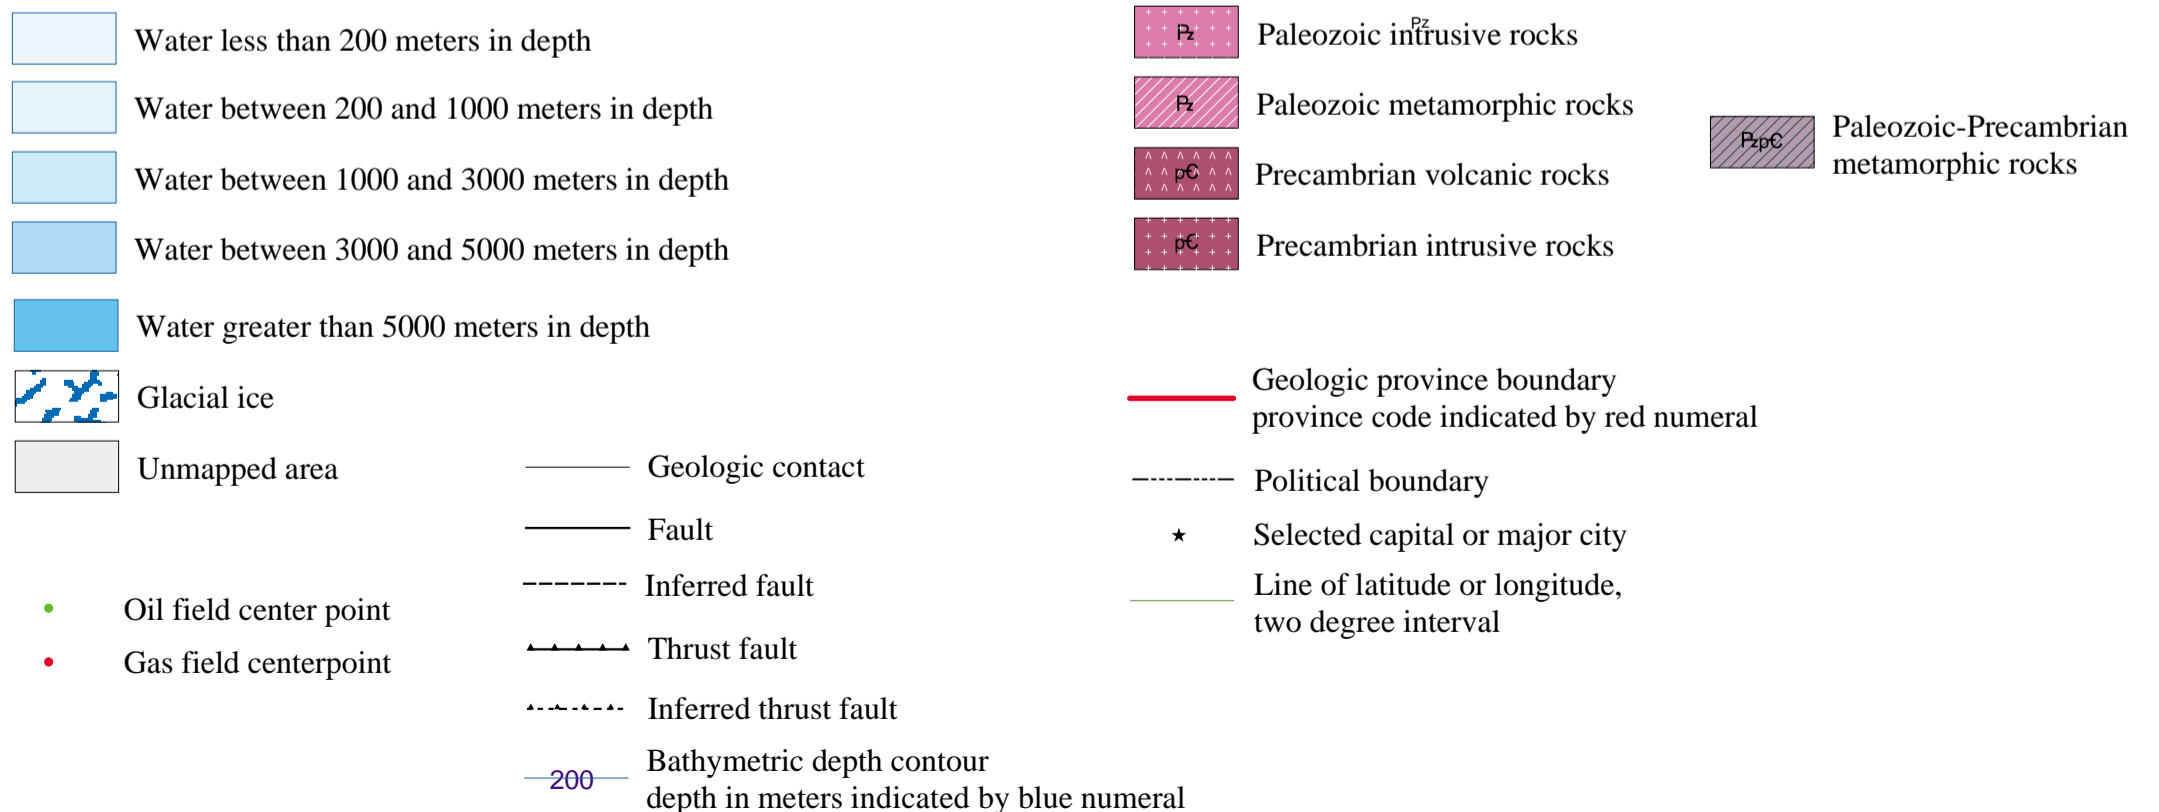 Water less than 200 meters in depth
Water between 200 and 1000 meters in depth
Water between 1000 and 3000 meters in depth
Water between 3000 and 5000 meters in depth
Water greater than 5000 meters in depth
Glacial ice
Unmapped area
Oil field center point
Gas field centerpoint
Geologic contact
Fault
Inferred fault
Thrust fault
Inferred thrust fault
200
Bathymetric depth contour
depth in meters indicated by blue numeral
Pz
Pz
Paleozoic intrusive rocks
Pz
Paleozoic metamorphic rocks
p€
Precambrian volcanic rocks
p€
Precambrian intrusive rocks
Geologic province boundary
province code indicated by red numeral
Political boundary
Selected capital or major city
Line of latitude or longitude,
two degree interval
Pzp€
Paleozoic-Precambrian
metamorphic rocks